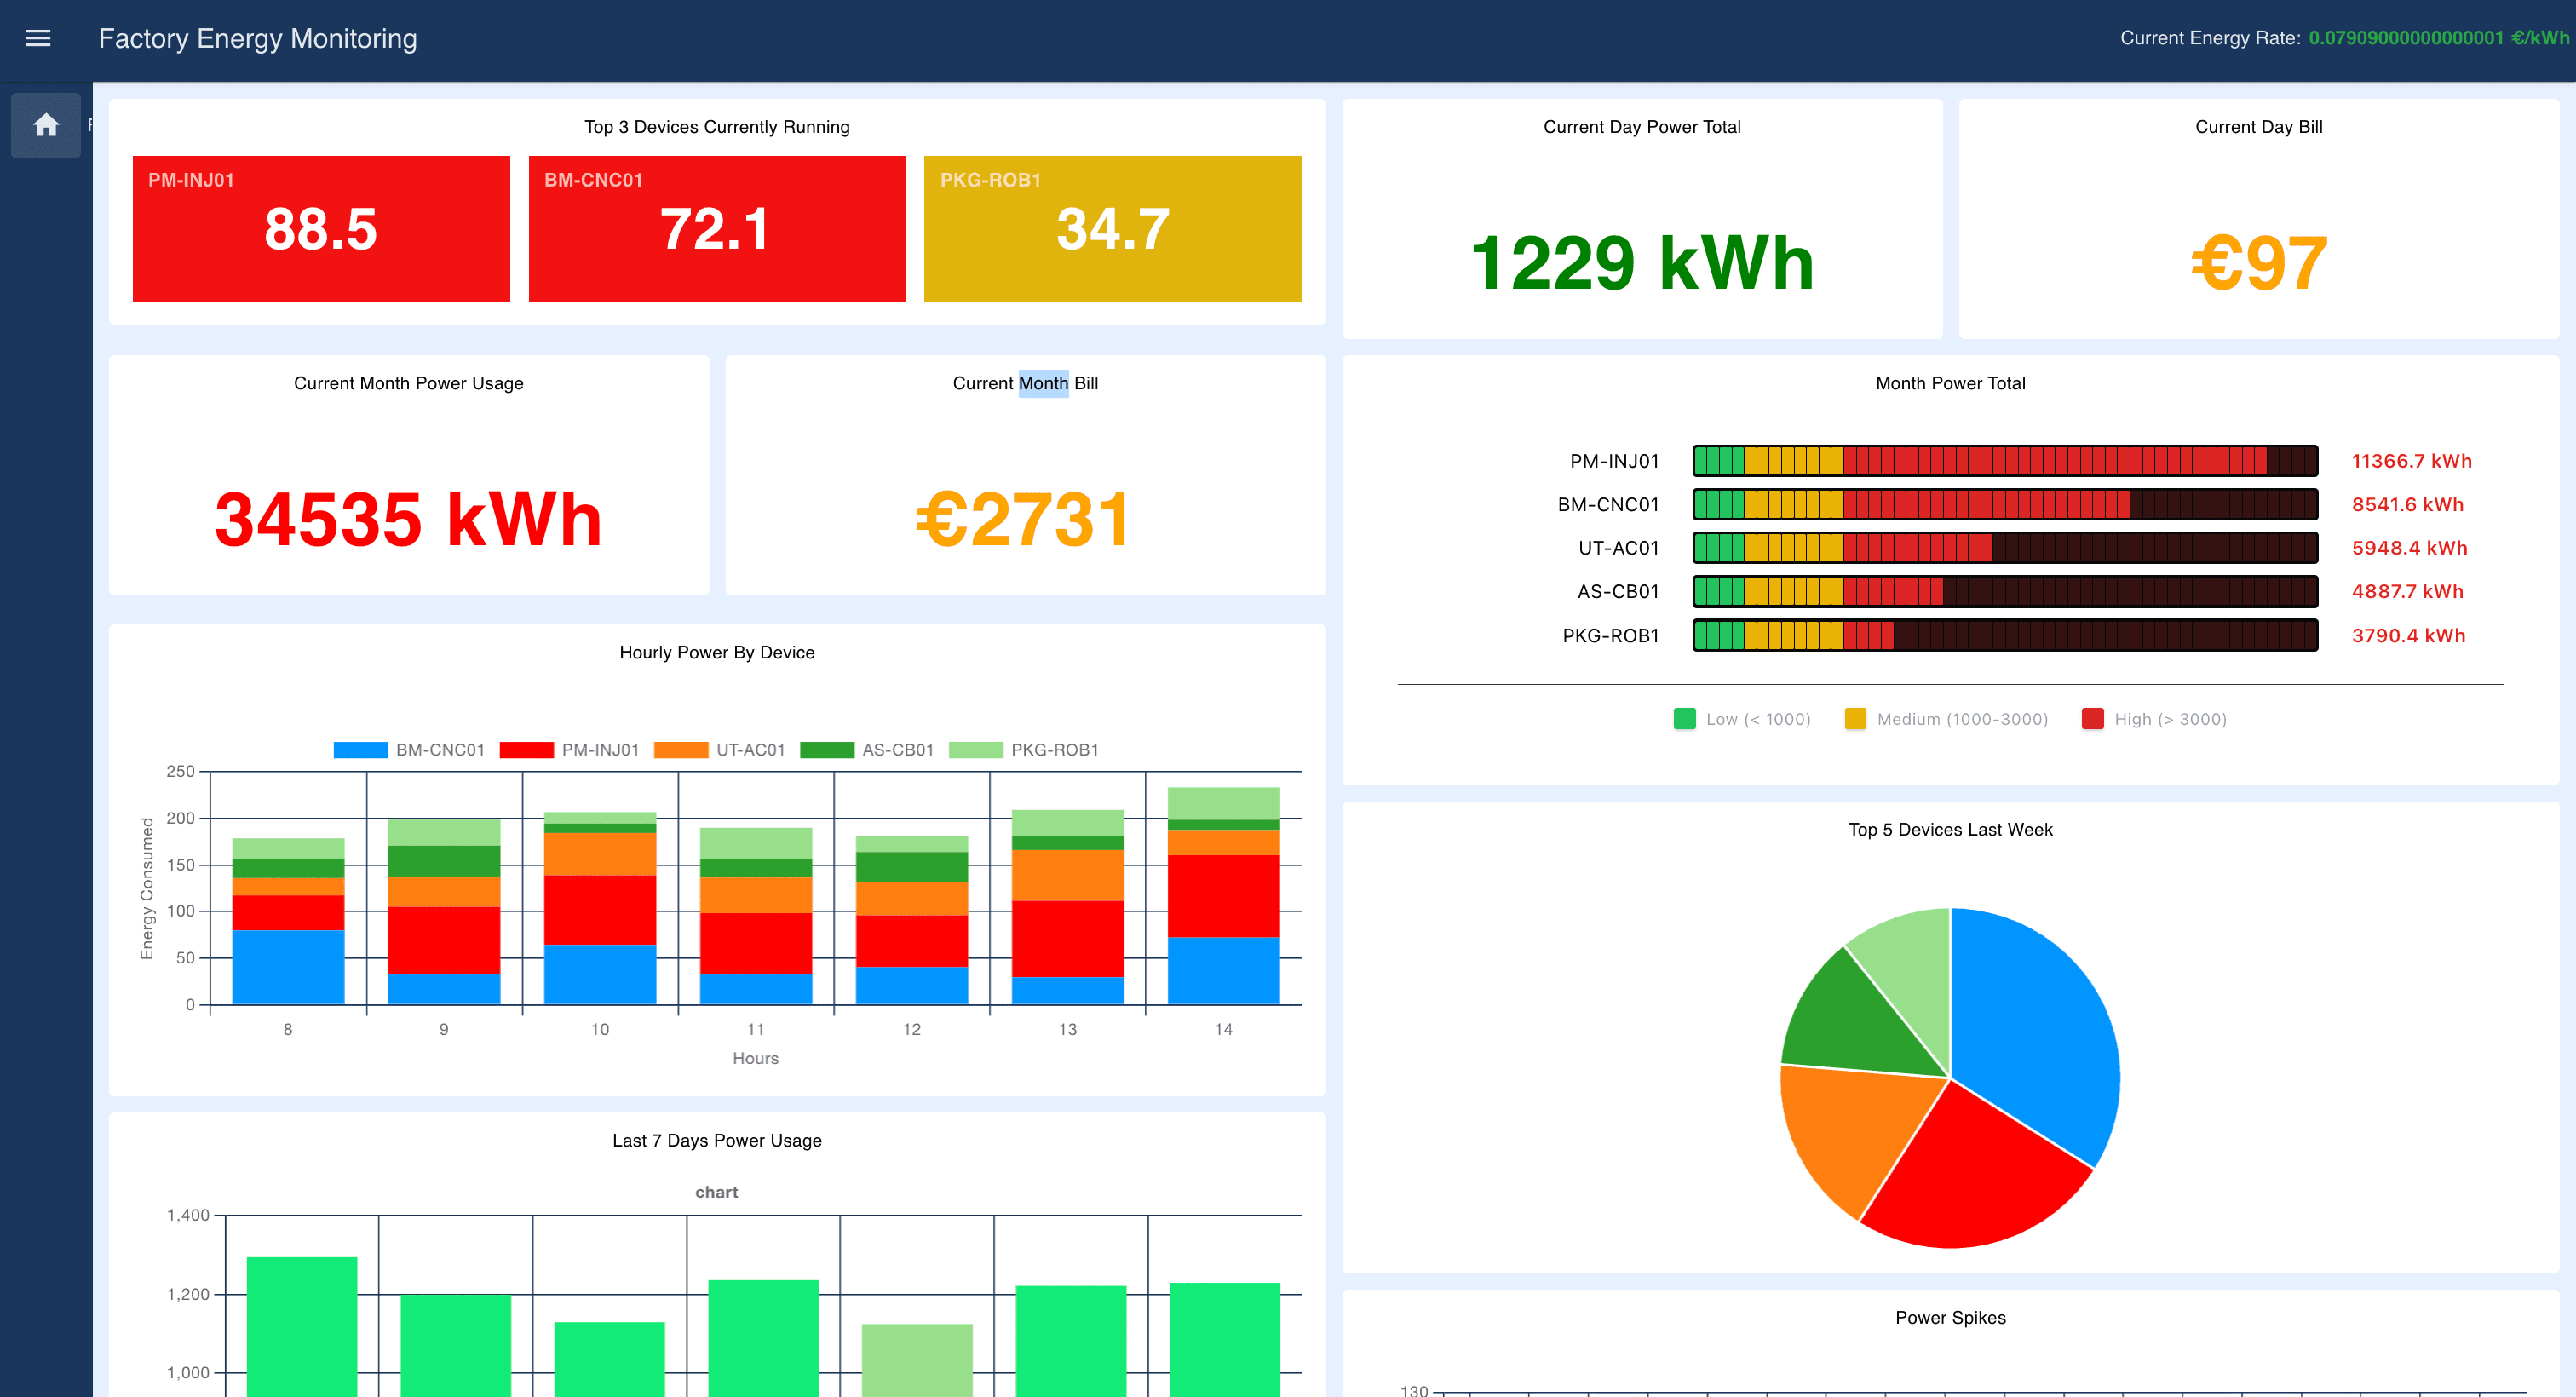 Factory Energy Monitoring
Current Energy Rate: 0.07909000000000001 €/kWh
Top 3 Devices Currently Running
PM-INJ01
88.5
BM-CNC01
72.1
PKG-ROB1
34.7
Current Day Power Total
1229 kWh
Current Day Bill
€97
Current Month Power Usage
34535 kWh
Current Month Bill
€2731
Month Power Total
PM-INJ01 11366.7 kWh
BM-CNC01 8541.6 kWh
UT-AC01 5948.4 kWh
AS-CB01 4887.7 kWh
PKG-ROB1 3790.4 kWh
Low (< 1000) Medium (1000-3000) High (> 3000)
Hourly Power By Device
BM-CNC01 PM-INJ01 UT-AC01 AS-CB01 PKG-ROB1
Energy Consumed
250
200
150
100
50
0
8 9 10 11 12 13 14
Hours
Top 5 Devices Last Week
Last 7 Days Power Usage
chart
1,400
1,200
1,000
Power Spikes
130